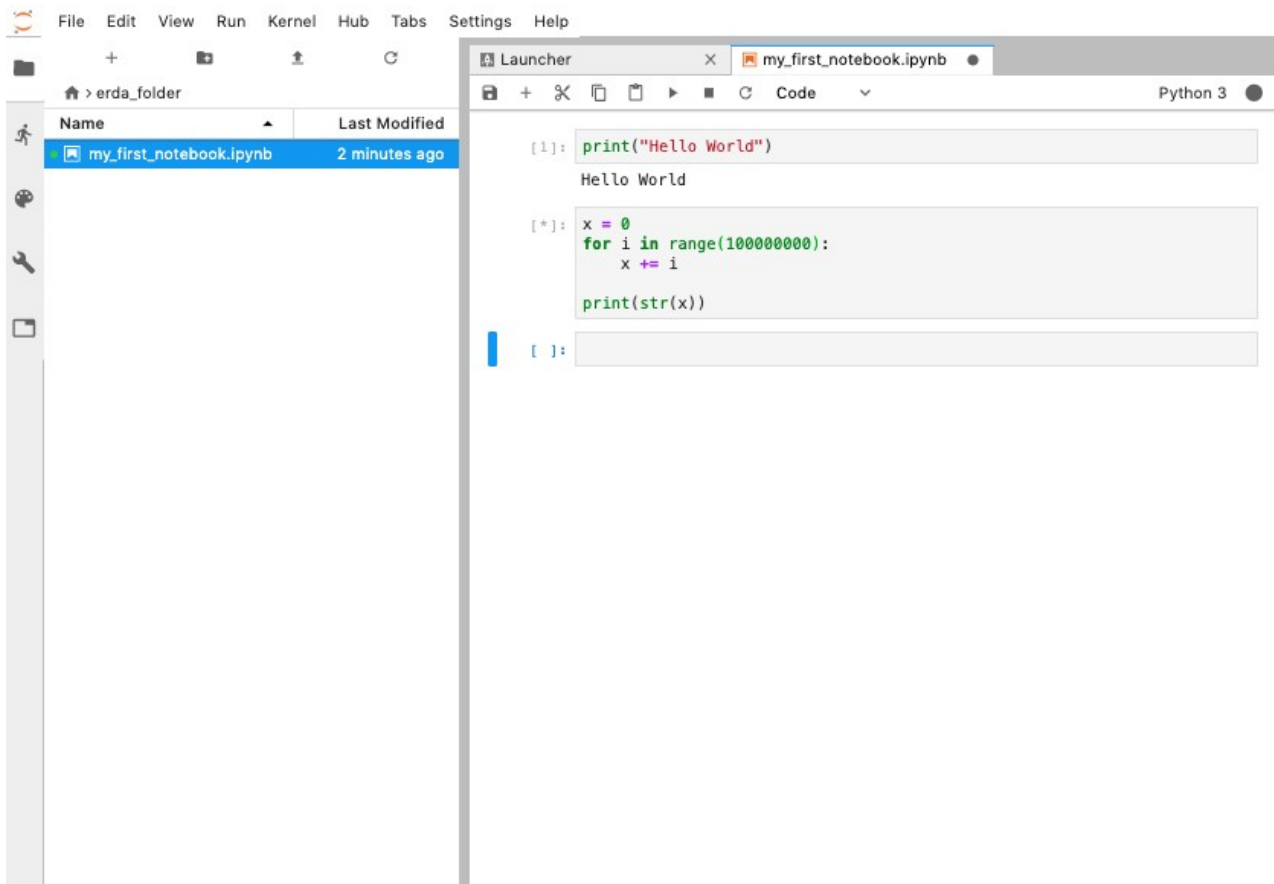 File Edit View Run Kernel Hub Tabs Settings Help
erda_folder
Name Last Modified
my_first_notebook.ipynb 2 minutes ago
Launcher
my_first_notebook.ipynb
Code
Python 3
[1]: print("Hello World")
Hello World
[*]: x = 0
for i in range(100000000):
    x += i
print(str(x))
[ ]: